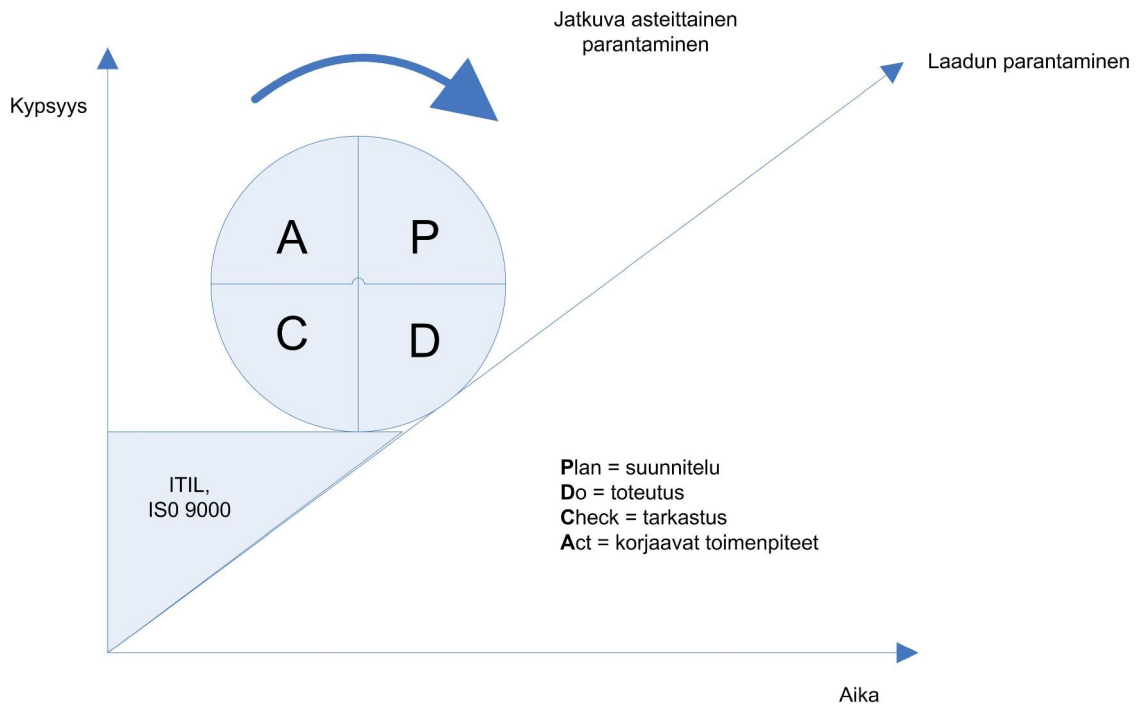 Jatkuva asteittainen
parantaminen
Laadun parantaminen
Kypsyys
A
P
C
D
ITIL,
IS0 9000
Plan = suunnitelu
Do = toteutus
Check = tarkastus
Act = korjaavat toimenpiteet
Aika